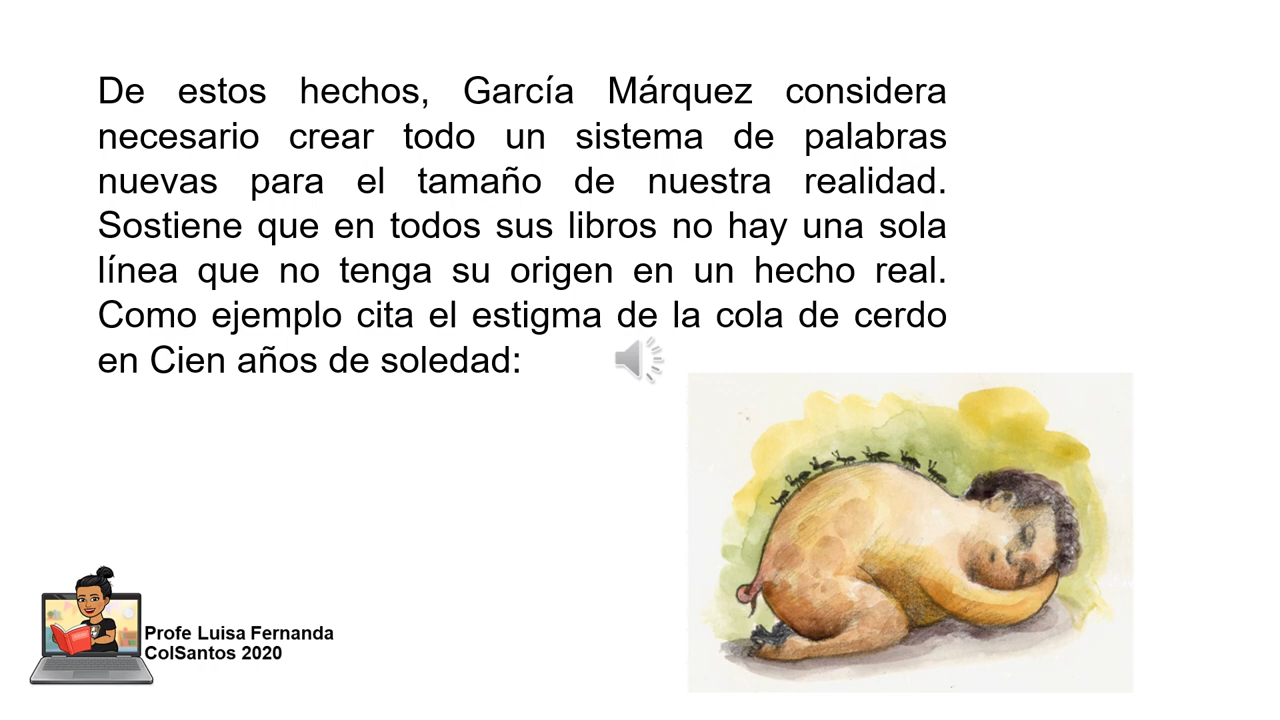 De estos hechos, García Márquez considera
necesario crear todo un sistema de palabras
nuevas para el tamaño de nuestra realidad.
Sostiene que en todos sus libros no hay una sola
línea que no tenga su origen en un hecho real.
Como ejemplo cita el estigma de la cola de cerdo
en Cien años de soledad:
Profe Luisa Fernanda
ColSantos 2020